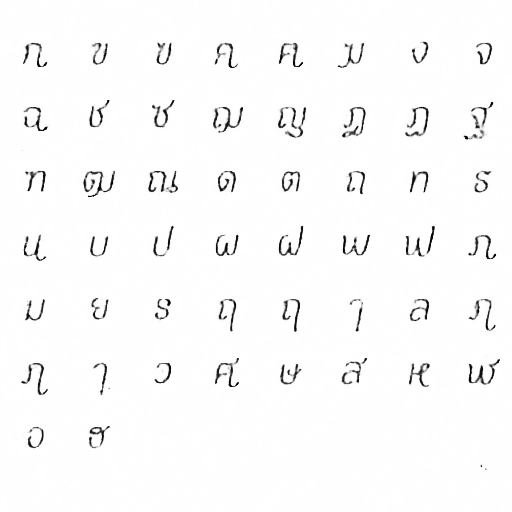 ก ข ฃ ค ฅ ฆ ง จ
ฉ ช ซ ฌ ญ ฎ ฏ ฐ
ฑ ฒ ณ ด ต ถ ท ธ
น บ ป ผ ฝ พ ฟ ภ
ม ย ร ฤ ฤ ๅ ล ฦ
ฦ ๅ ว ศ ษ ส ห ฬ
อ ฮ